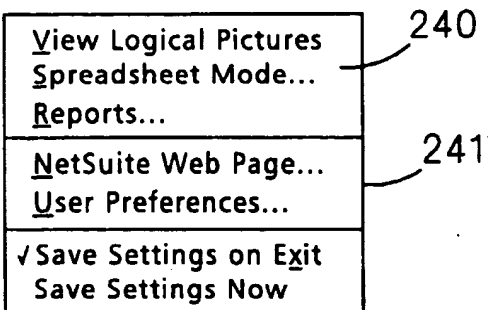 View Logical Pictures
Spreadsheet Mode...
Reports...
NetSuite Web Page...
User Preferences...
√ Save Settings on Exit
Save Settings Now
240
241